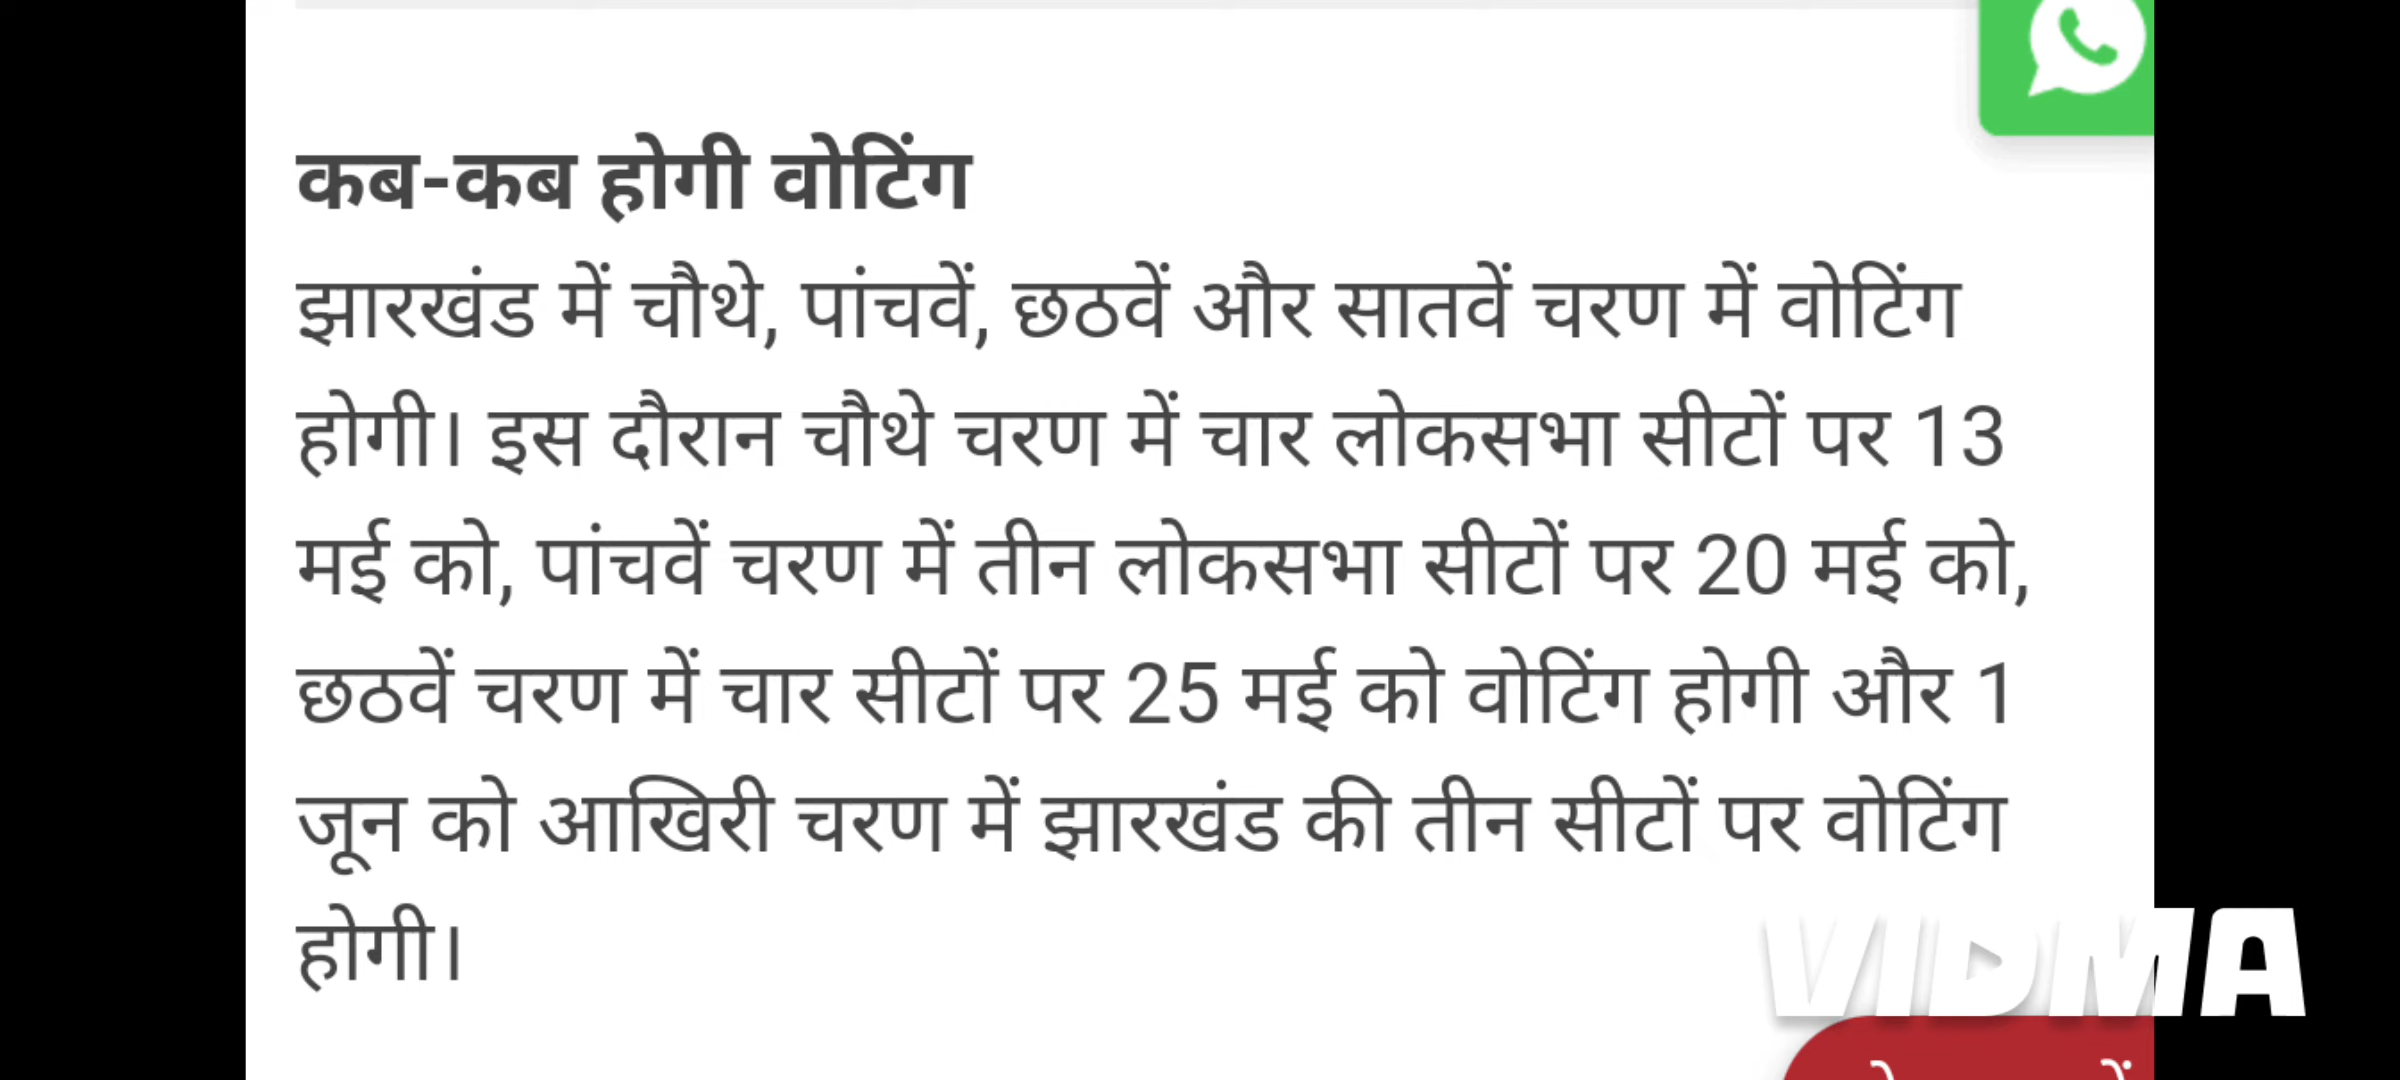 कब-कब होगी वोटिंग
झारखंड में चौथे, पांचवें, छठवें और सातवें चरण में वोटिंग
होगी। इस दौरान चौथे चरण में चार लोकसभा सीटों पर 13
मई को, पांचवें चरण में तीन लोकसभा सीटों पर 20 मई को,
छठवें चरण में चार सीटों पर 25 मई को वोटिंग होगी और 1
जून को आखिरी चरण में झारखंड की तीन सीटों पर वोटिंग
होगी।
VIDMA